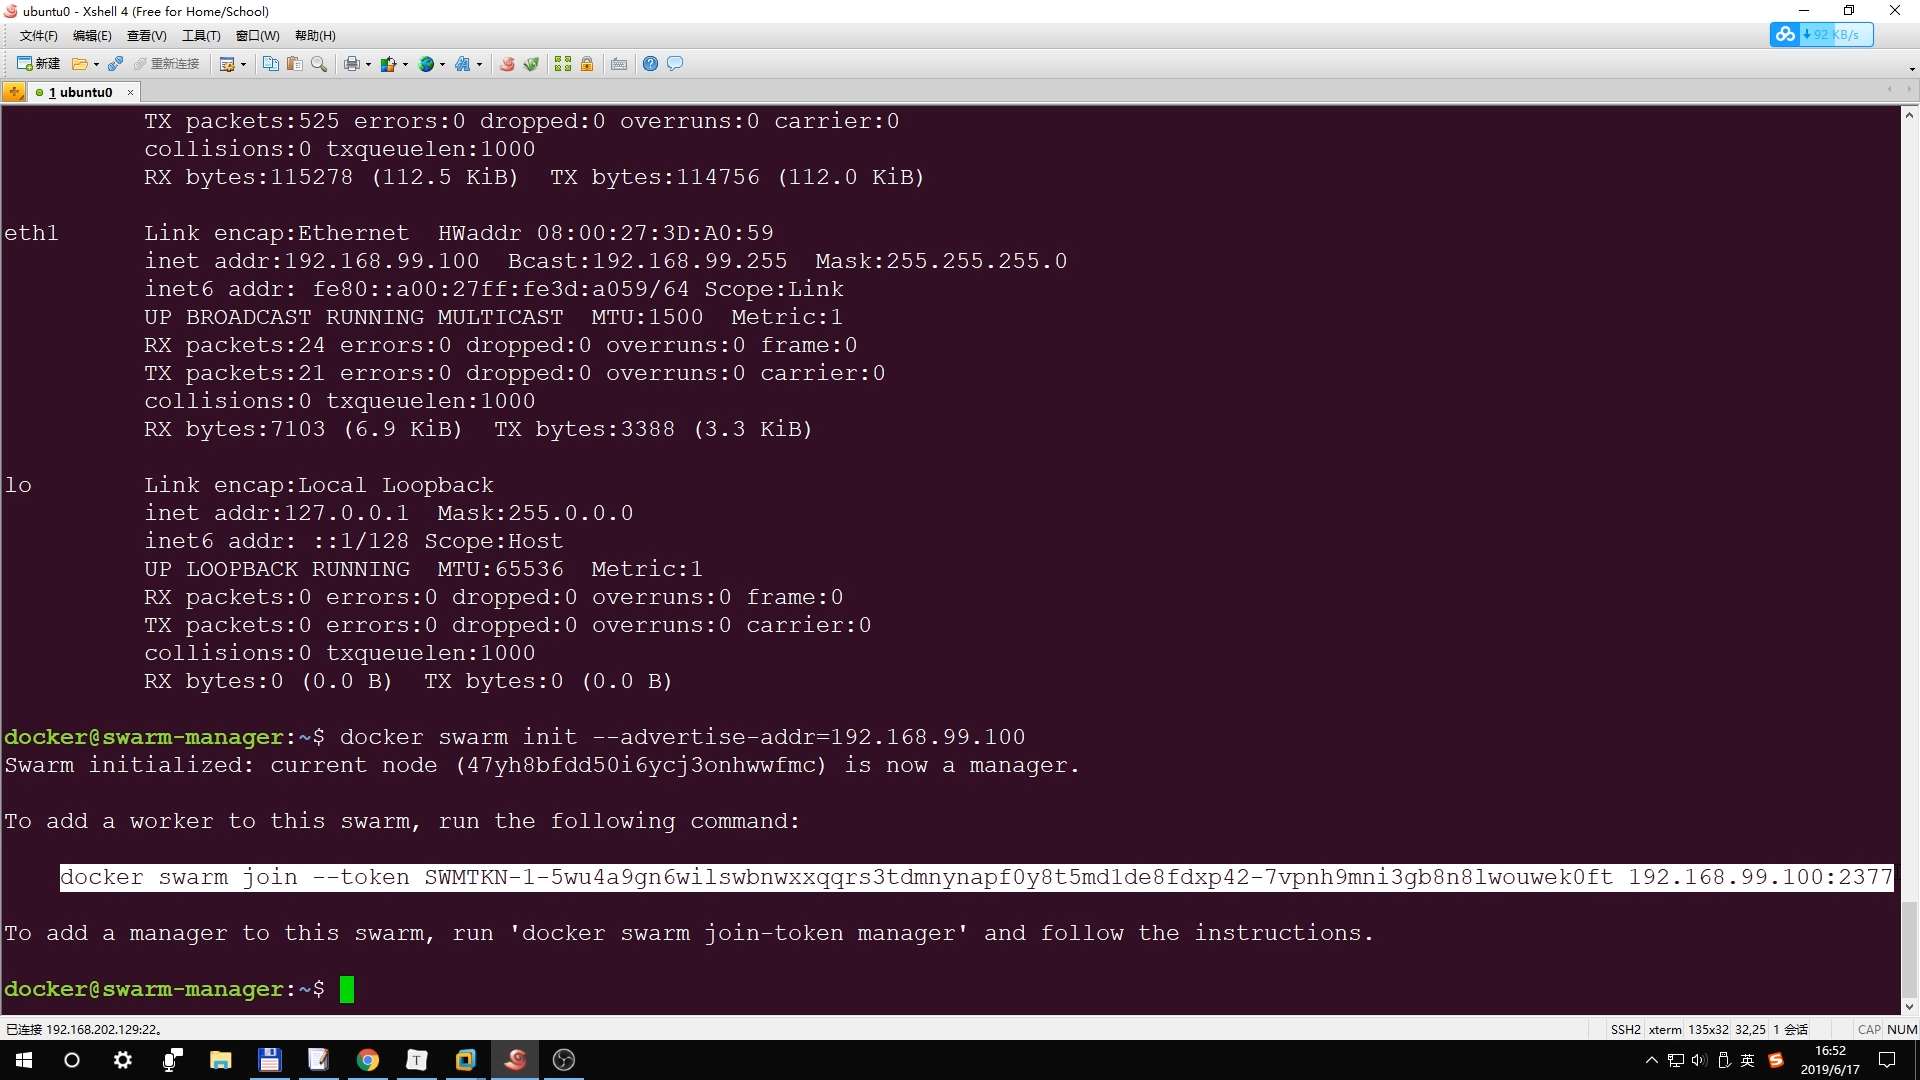 ubuntu0 - Xshell 4 (Free for Home/School)
文件(F) 编辑(E) 查看(V) 工具(T) 窗口(W) 帮助(H)
92 KB/s
新建 重新连接
1 ubuntu0
TX packets:525 errors:0 dropped:0 overruns:0 carrier:0
collisions:0 txqueuelen:1000
RX bytes:115278 (112.5 KiB)  TX bytes:114756 (112.0 KiB)
eth1 Link encap:Ethernet  HWaddr 08:00:27:3D:A0:59
inet addr:192.168.99.100  Bcast:192.168.99.255  Mask:255.255.255.0
inet6 addr: fe80::a00:27ff:fe3d:a059/64 Scope:Link
UP BROADCAST RUNNING MULTICAST  MTU:1500  Metric:1
RX packets:24 errors:0 dropped:0 overruns:0 frame:0
TX packets:21 errors:0 dropped:0 overruns:0 carrier:0
collisions:0 txqueuelen:1000
RX bytes:7103 (6.9 KiB)  TX bytes:3388 (3.3 KiB)
lo Link encap:Local Loopback
inet addr:127.0.0.1  Mask:255.0.0.0
inet6 addr: ::1/128 Scope:Host
UP LOOPBACK RUNNING  MTU:65536  Metric:1
RX packets:0 errors:0 dropped:0 overruns:0 frame:0
TX packets:0 errors:0 dropped:0 overruns:0 carrier:0
collisions:0 txqueuelen:1000
RX bytes:0 (0.0 B)  TX bytes:0 (0.0 B)
docker@swarm-manager:~$ docker swarm init --advertise-addr=192.168.99.100
Swarm initialized: current node (47yh8bfdd50i6ycj3onhwwfmc) is now a manager.
To add a worker to this swarm, run the following command:
docker swarm join --token SWMTKN-1-5wu4a9gn6wilswbnwxxqqrs3tdmnynapf0y8t5md1de8fdxp42-7vpnh9mni3gb8n8lwouwek0ft 192.168.99.100:2377
To add a manager to this swarm, run 'docker swarm join-token manager' and follow the instructions.
docker@swarm-manager:~$
已连接 192.168.202.129:22。 SSH2 xterm 135x32 32,25 1 会话 CAP NUM
英 16:52
2019/6/17